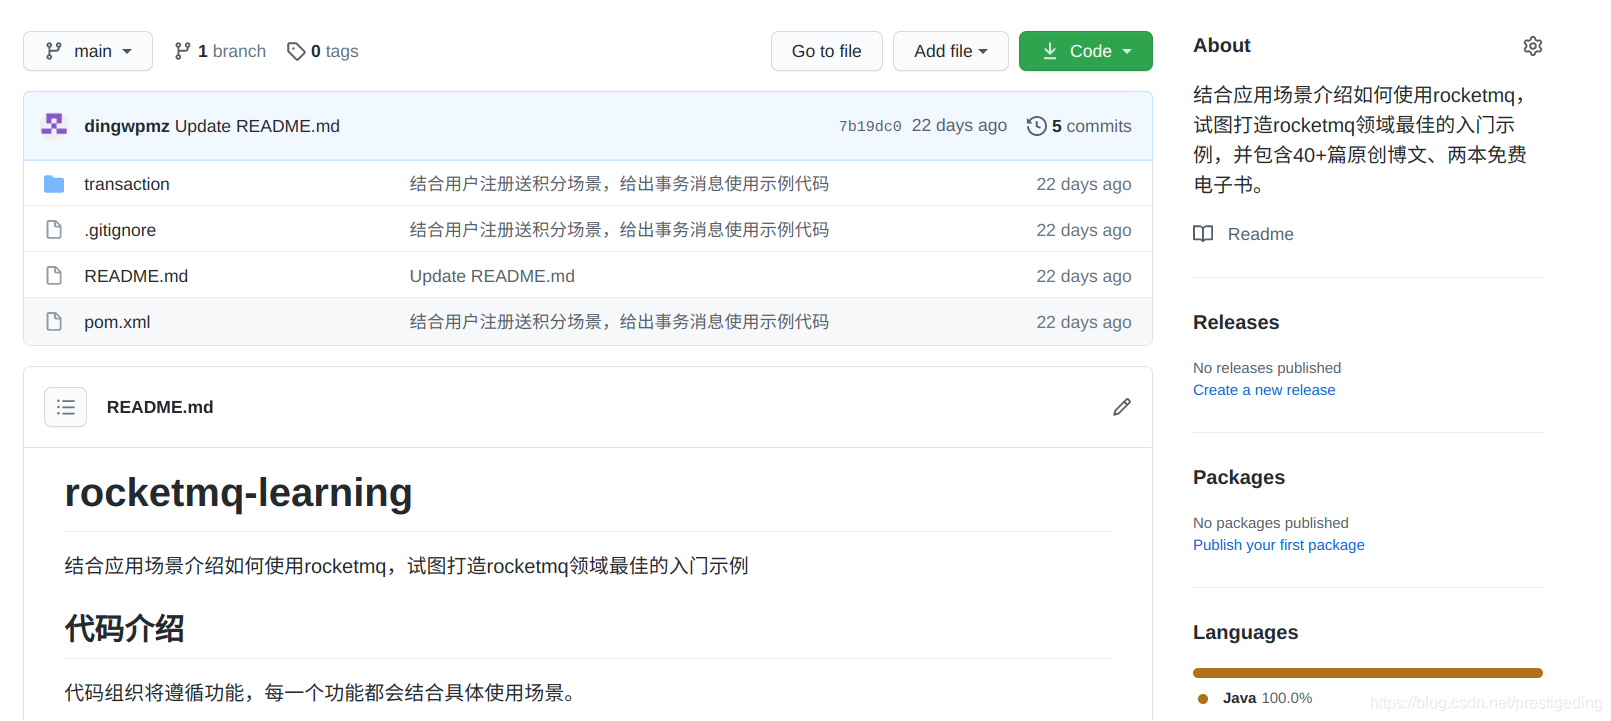 main
1 branch
0 tags
Go to file
Add file
Code
dingwpmz Update README.md
7b19dc0 22 days ago
5 commits
transaction
结合用户注册送积分场景，给出事务消息使用示例代码
22 days ago
.gitignore
结合用户注册送积分场景，给出事务消息使用示例代码
22 days ago
README.md
Update README.md
22 days ago
pom.xml
结合用户注册送积分场景，给出事务消息使用示例代码
22 days ago
README.md
rocketmq-learning
结合应用场景介绍如何使用rocketmq，试图打造rocketmq领域最佳的入门示例
代码介绍
代码组织将遵循功能，每一个功能都会结合具体使用场景。
About
结合应用场景介绍如何使用rocketmq，
试图打造rocketmq领域最佳的入门示
例，并包含40+篇原创博文、两本免费
电子书。
Readme
Releases
No releases published
Create a new release
Packages
No packages published
Publish your first package
Languages
Java 100.0%
https://blog.csdn.net/prestigeding